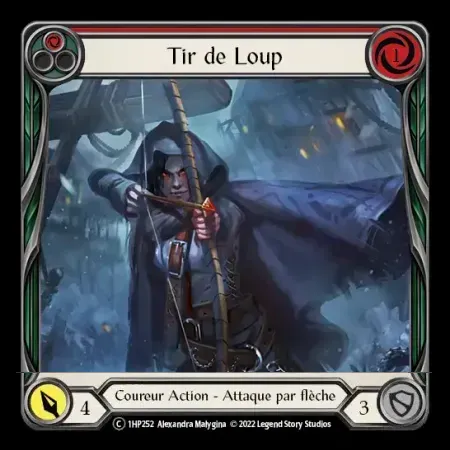 Tir de Loup
1
Coureur Action - Attaque par flèche
4
3
C 1HP252 Alexandra Malygina © 2022 Legend Story Studios